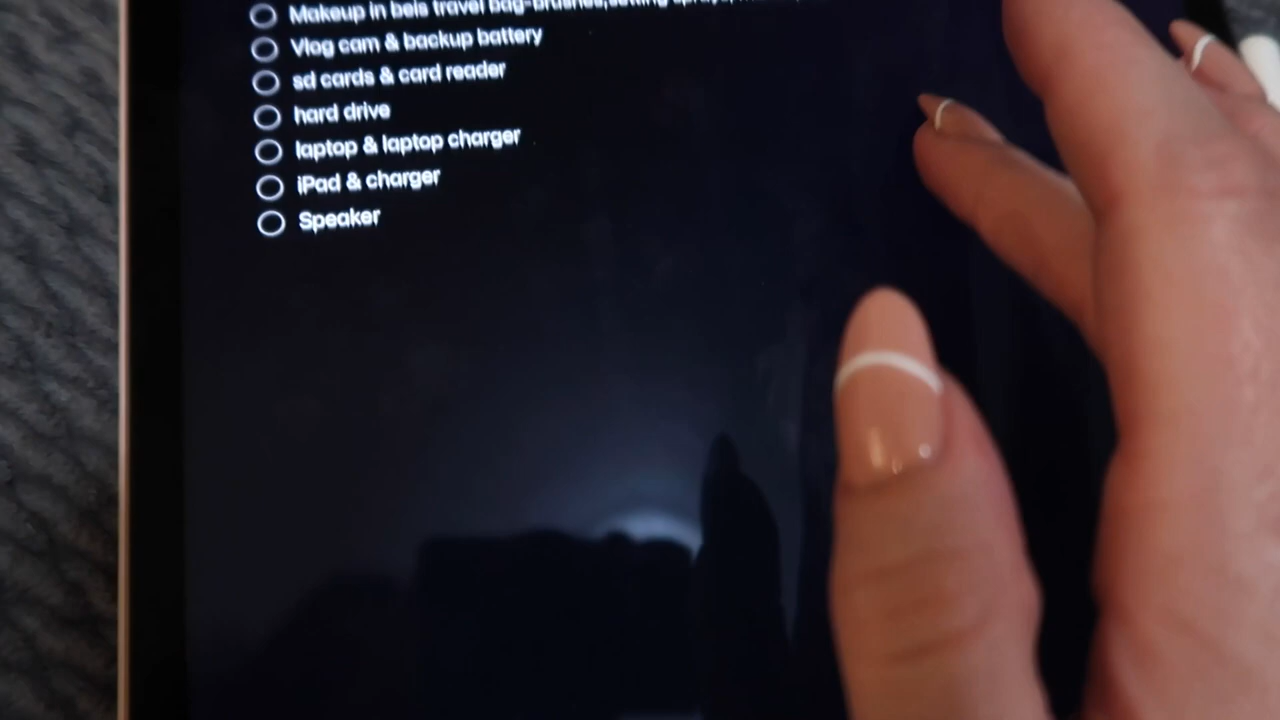 Makeup in beis travel bag-brushes,setting spray,
Vlog cam & backup battery
sd cards & card reader
hard drive
laptop & laptop charger
iPad & charger
Speaker